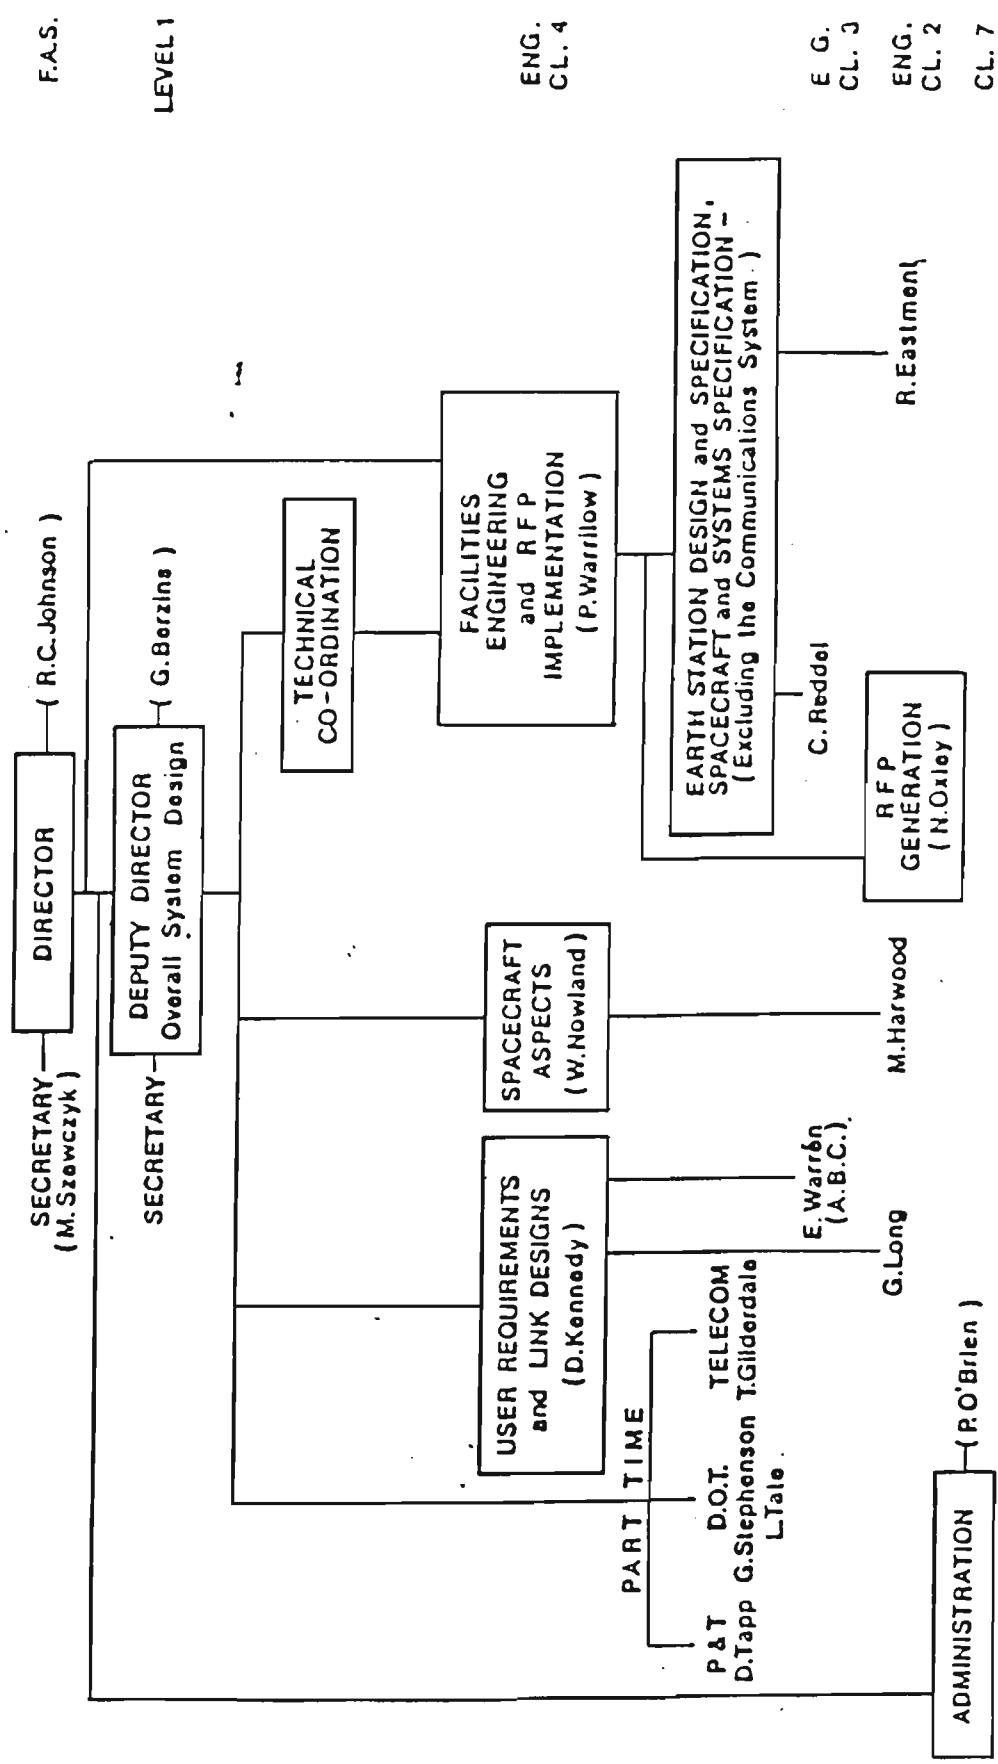 F.A.S.
DIRECTOR
( R.C.Johnson )
SECRETARY
( M.Szewczyk )
LEVEL 1
DEPUTY DIRECTOR
Overall System Design
( G.Berzins )
SECRETARY
TECHNICAL
CO-ORDINATION
ENG.
CL. 4
USER REQUIREMENTS
and LINK DESIGNS
(D.Kennedy)
SPACECRAFT
ASPECTS
(W.Nowland)
FACILITIES
ENGINEERING
and RFP
IMPLEMENTATION
(P.Warrilow)
PART TIME
P&T
D.Tapp
D.O.T.
G.Stephenson
L.Tate
TELECOM
T.Gilderdale
EARTH STATION DESIGN and SPECIFICATION,
SPACECRAFT and SYSTEMS SPECIFICATION -
(Excluding the Communications System )
E G.
CL. 3
E.Warren
(A.B.C.)
C.Reddel
ENG.
CL. 2
G.Long
M.Harwood
RFP
GENERATION
( N.Oxley )
R.Eastment
CL. 7
ADMINISTRATION
( P.O'Brien )